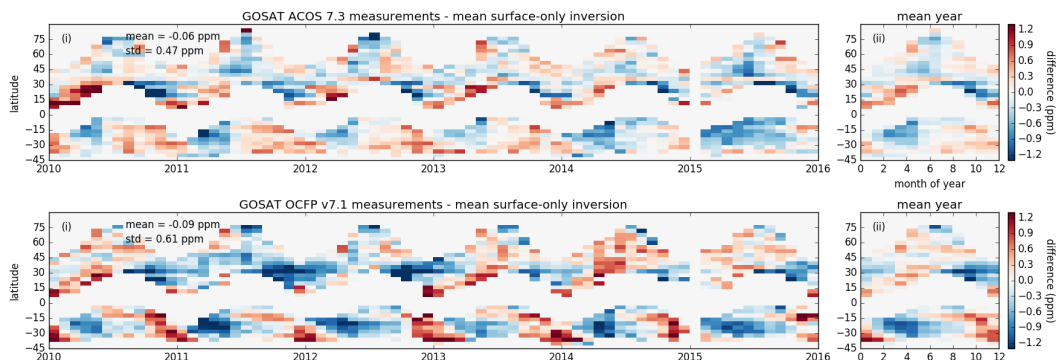 GOSAT ACOS 7.3 measurements - mean surface-only inversion
mean year
(i)
mean = -0.06 ppm
std = 0.47 ppm
(ii)
75
60
45
30
15
0
−15
−30
−45
latitude
2010 2011 2012 2013 2014 2015 2016
0 2 4 6 8 10 12
month of year
1.2
0.9
0.6
0.3
0.0
−0.3
−0.6
−0.9
−1.2
difference (ppm)
GOSAT OCFP v7.1 measurements - mean surface-only inversion
mean year
(i)
mean = -0.09 ppm
std = 0.61 ppm
(ii)
75
60
45
30
15
0
−15
−30
−45
latitude
2010 2011 2012 2013 2014 2015 2016
0 2 4 6 8 10 12
1.2
0.9
0.6
0.3
0.0
−0.3
−0.6
−0.9
−1.2
difference (ppm)